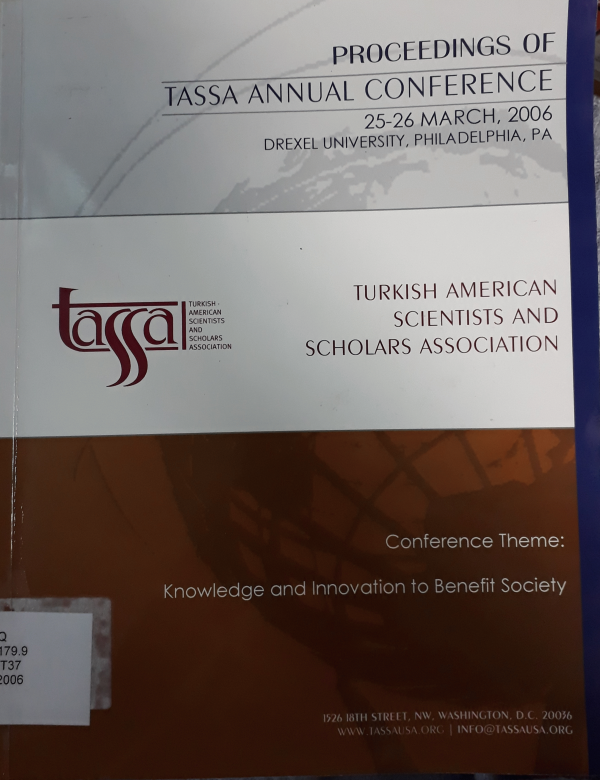 PROCEEDINGS OF
TASSA ANNUAL CONFERENCE
25-26 MARCH, 2006
DREXEL UNIVERSITY, PHILADELPHIA, PA
tassa
TURKISH -
AMERICAN
SCIENTISTS
AND
SCHOLARS
ASSOCIATION
TURKISH AMERICAN
SCIENTISTS AND
SCHOLARS ASSOCIATION
Conference Theme:
Knowledge and Innovation to Benefit Society
Q
179.9
T37
2006
1526 18TH STREET, NW, WASHINGTON, D.C. 20036
WWW.TASSAUSA.ORG | INFO@TASSAUSA.ORG